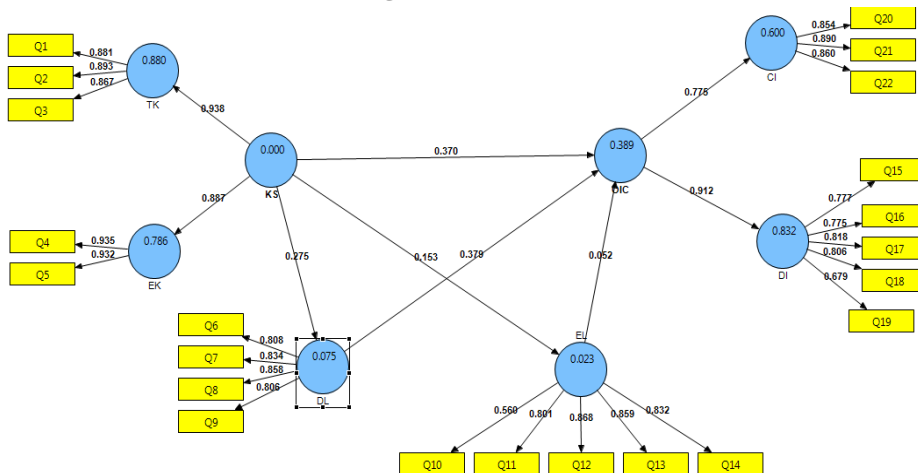 Q1
0.881
Q2
0.893
Q3
0.867
0.880
TK
0.938
0.000
KS
0.887
Q4
0.935
Q5
0.932
0.786
EK
0.370
0.275
0.153
0.379
0.052
0.389
OIC
0.775
0.600
CI
0.854
Q20
0.890
Q21
0.860
Q22
0.912
0.832
DI
0.777
Q15
0.775
Q16
0.818
Q17
0.806
Q18
0.679
Q19
Q6
0.808
Q7
0.834
Q8
0.858
Q9
0.806
0.075
DL
EL
0.023
0.560
0.801
0.868
0.859
0.832
Q10
Q11
Q12
Q13
Q14